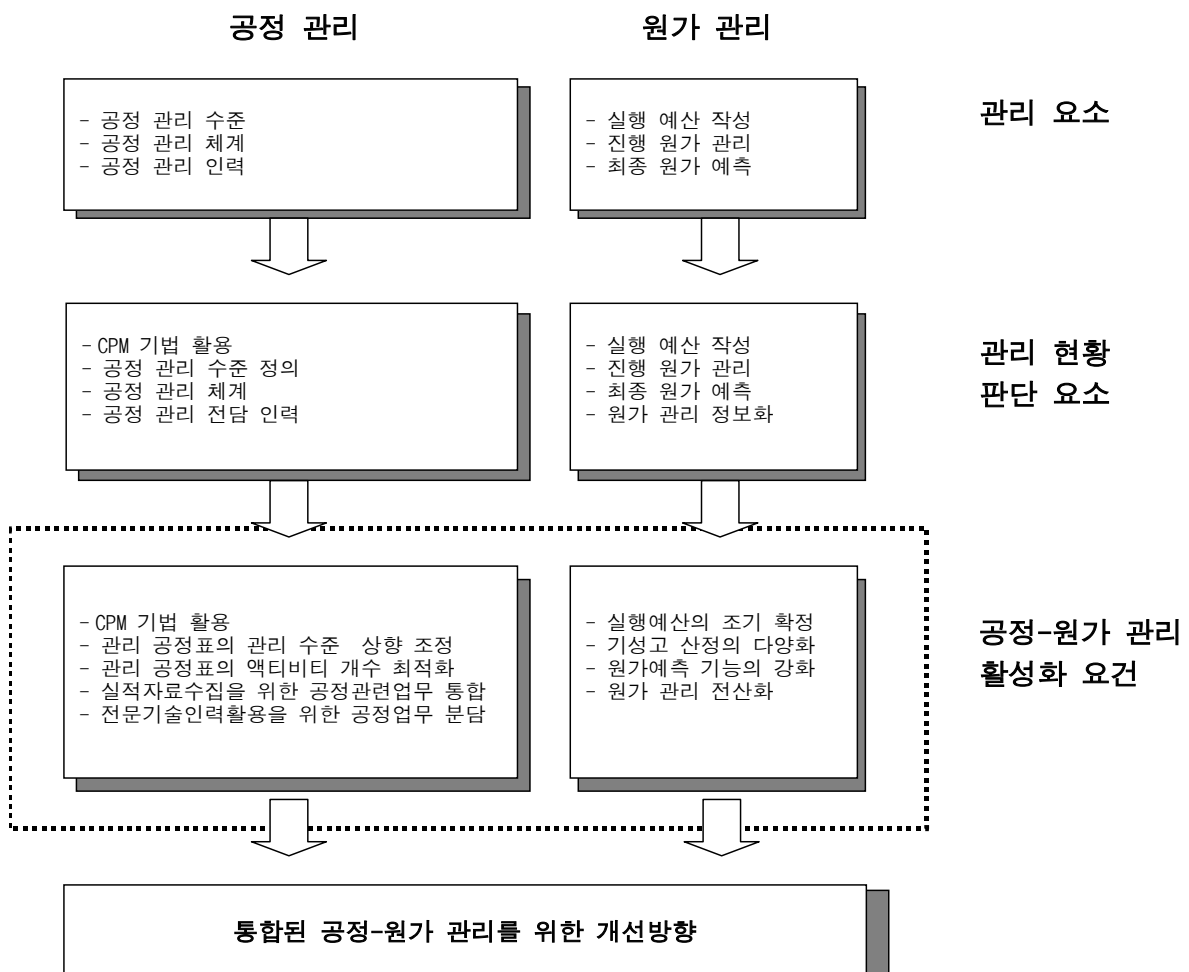 공정 관리
원가 관리
- 공정 관리 수준
- 공정 관리 체계
- 공정 관리 인력
- 실행 예산 작성
- 진행 원가 관리
- 최종 원가 예측
관리 요소
- CPM 기법 활용
- 공정 관리 수준 정의
- 공정 관리 체계
- 공정 관리 전담 인력
- 실행 예산 작성
- 진행 원가 관리
- 최종 원가 예측
- 원가 관리 정보화
관리 현황
판단 요소
- CPM 기법 활용
- 관리 공정표의 관리 수준 상향 조정
- 관리 공정표의 액티비티 개수 최적화
- 실적자료수집을 위한 공정관련업무 통합
- 전문기술인력활용을 위한 공정업무 분담
- 실행예산의 조기 확정
- 기성고 산정의 다양화
- 원가예측 기능의 강화
- 원가 관리 전산화
공정-원가 관리
활성화 요건
통합된 공정-원가 관리를 위한 개선방향